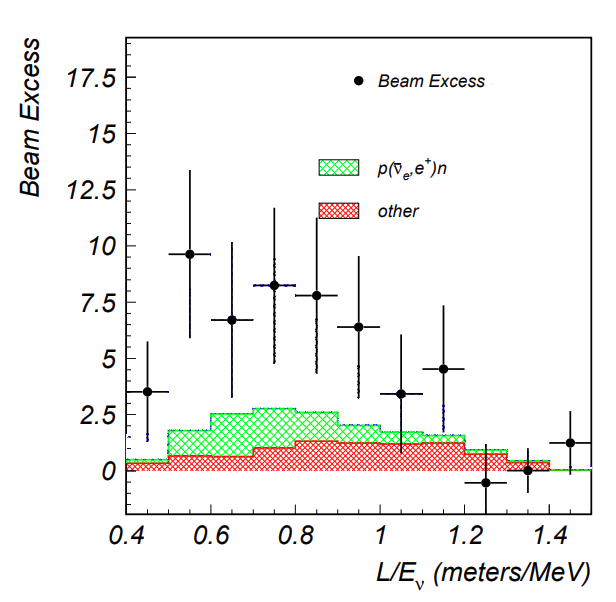 Beam Excess
17.5
15
12.5
10
7.5
5
2.5
0
Beam Excess
p(ν̄e,e+)n
other
0.4 0.6 0.8 1 1.2 1.4
L/Eν (meters/MeV)